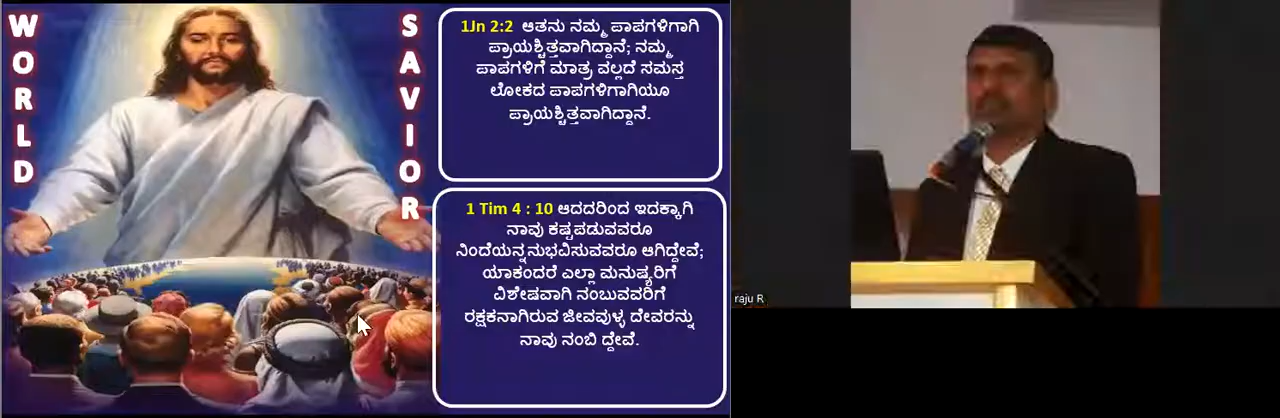 WORLD
SAVIOR
1Jn 2:2 ಆತನು ನಮ್ಮ ಪಾಪಗಳಿಗಾಗಿ
ಪ್ರಾಯಶ್ಚಿತ್ತವಾಗಿದ್ದಾನೆ; ನಮ್ಮ
ಪಾಪಗಳಿಗೆ ಮಾತ್ರ ವಲ್ಲದೆ ಸಮಸ್ತ
ಲೋಕದ ಪಾಪಗಳಿಗಾಗಿಯೂ
ಪ್ರಾಯಶ್ಚಿತ್ತವಾಗಿದ್ದಾನೆ.
1 Tim 4 : 10 ಆದದರಿಂದ ಇದಕ್ಕಾಗಿ
ನಾವು ಕಷ್ಟಪಡುವವರೂ
ನಿಂದೆಯನ್ನನುಭವಿಸುವವರೂ ಆಗಿದ್ದೇವೆ;
ಯಾಕಂದರೆ ಎಲ್ಲಾ ಮನುಷ್ಯರಿಗೆ
ವಿಶೇಷವಾಗಿ ನಂಬುವವರಿಗೆ
ರಕ್ಷಕನಾಗಿರುವ ಜೀವವುಳ್ಳ ದೇವರನ್ನು
ನಾವು ನಂಬಿ ದ್ದೇವೆ.
raju R